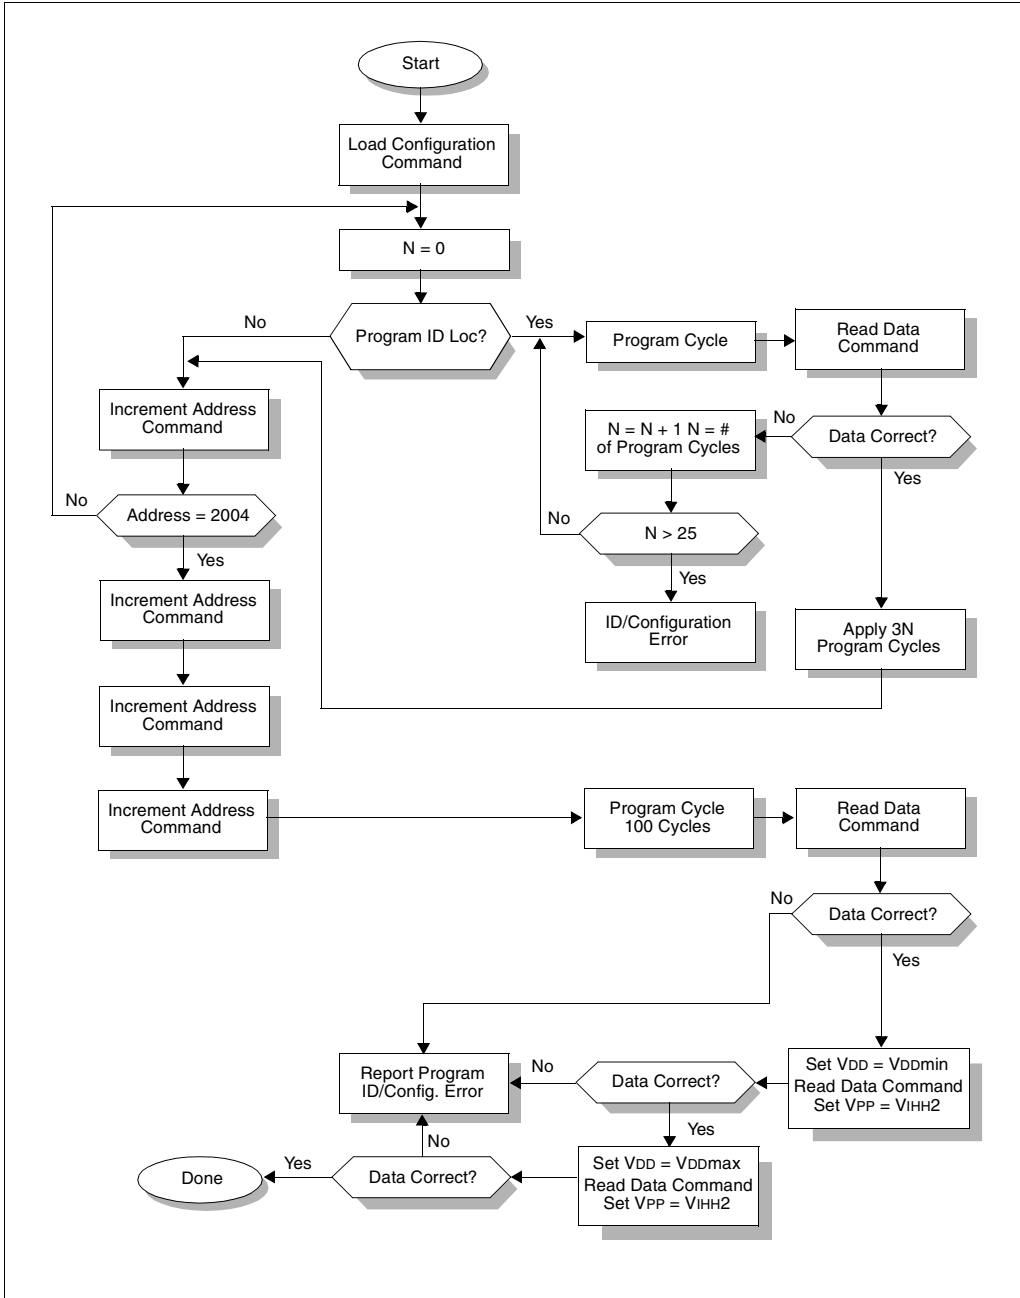 Start
Load Configuration
Command
N = 0
Program ID Loc?
No
Yes
Program Cycle
Read Data
Command
Increment Address
Command
N = N + 1 N = #
of Program Cycles
No
Data Correct?
Yes
No
Address = 2004
Yes
No
N > 25
Yes
Increment Address
Command
ID/Configuration
Error
Apply 3N
Program Cycles
Increment Address
Command
Increment Address
Command
Program Cycle
100 Cycles
Read Data
Command
No
Data Correct?
Yes
Report Program
ID/Config. Error
No
Data Correct?
Set VDD = VDDmin
Read Data Command
Set VPP = VIHH2
Yes
No
Done
Yes
Data Correct?
Set VDD = VDDmax
Read Data Command
Set VPP = VIHH2